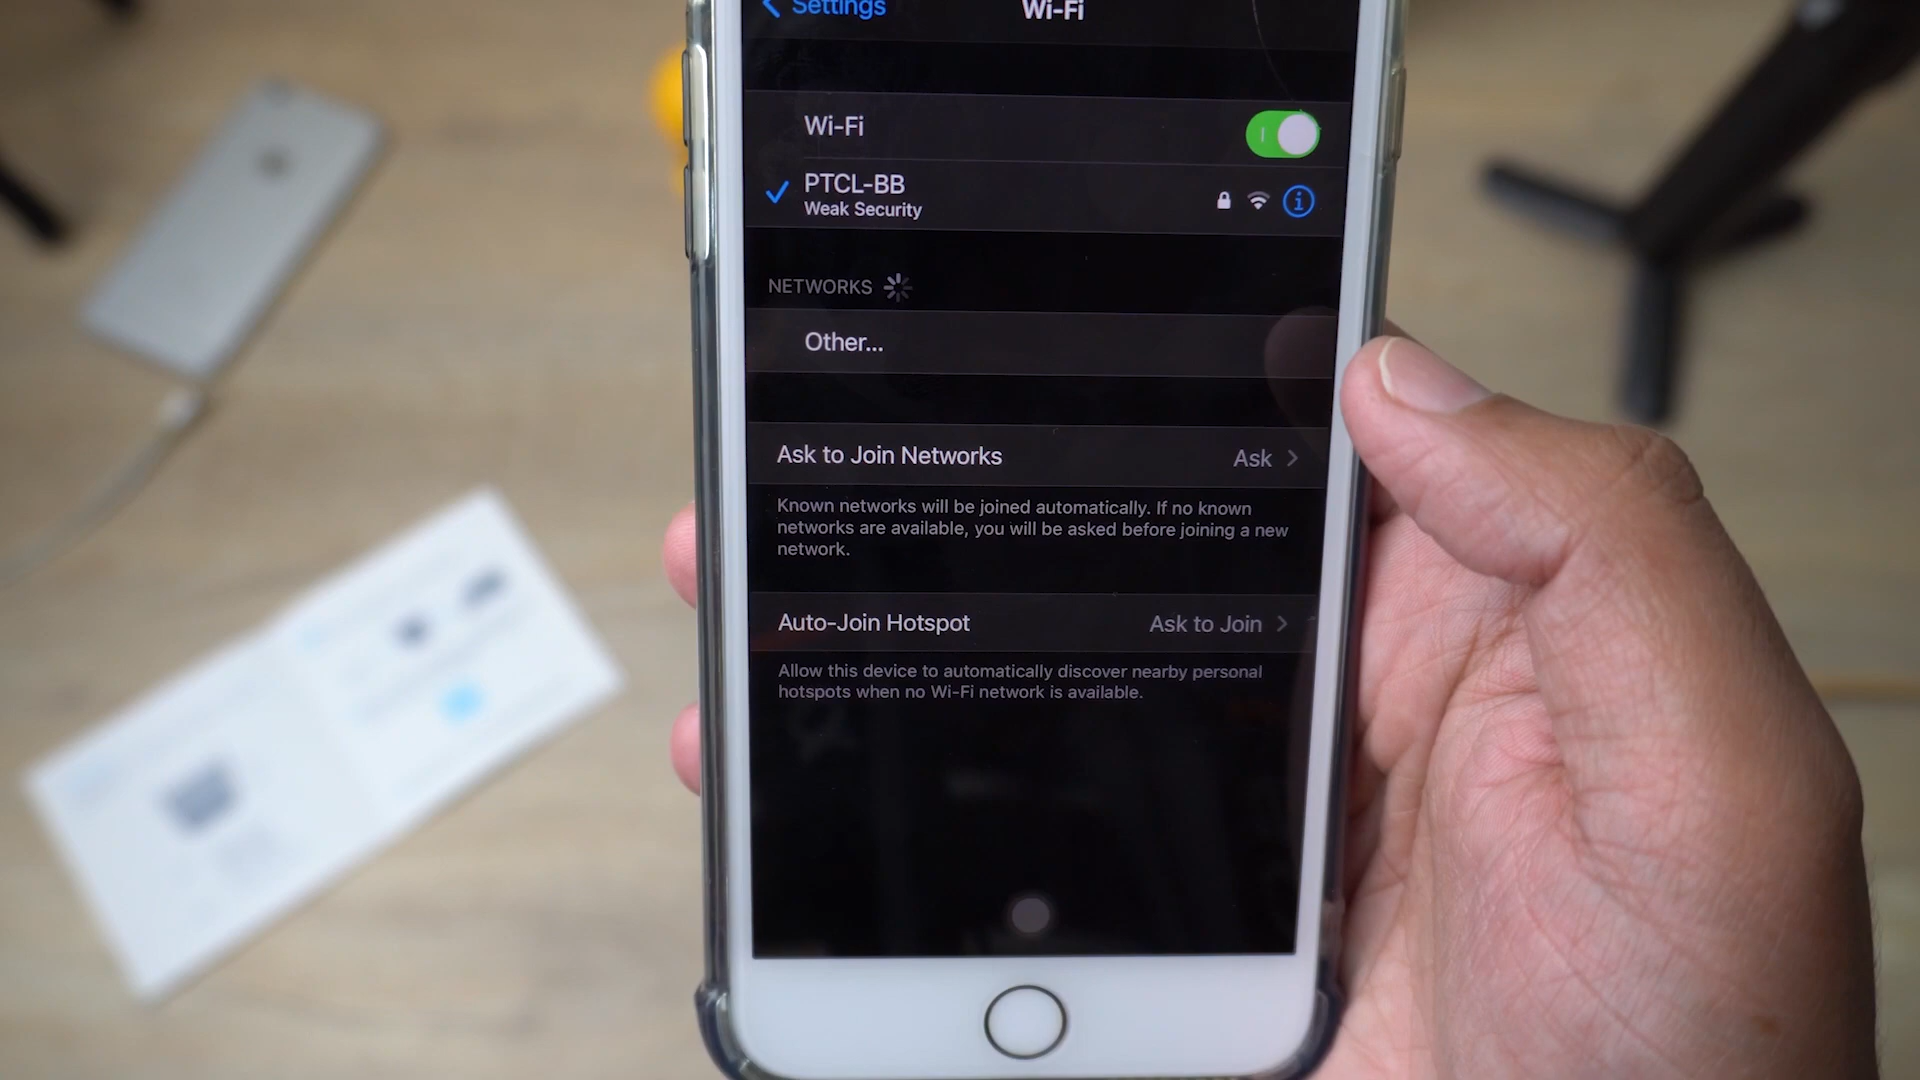 Settings
Wi-Fi
Wi-Fi
PTCL-BB
Weak Security
NETWORKS
Other...
Ask to Join Networks
Ask
Known networks will be joined automatically. If no known
networks are available, you will be asked before joining a new
network.
Auto-Join Hotspot
Ask to Join
Allow this device to automatically discover nearby personal
hotspots when no Wi-Fi network is available.